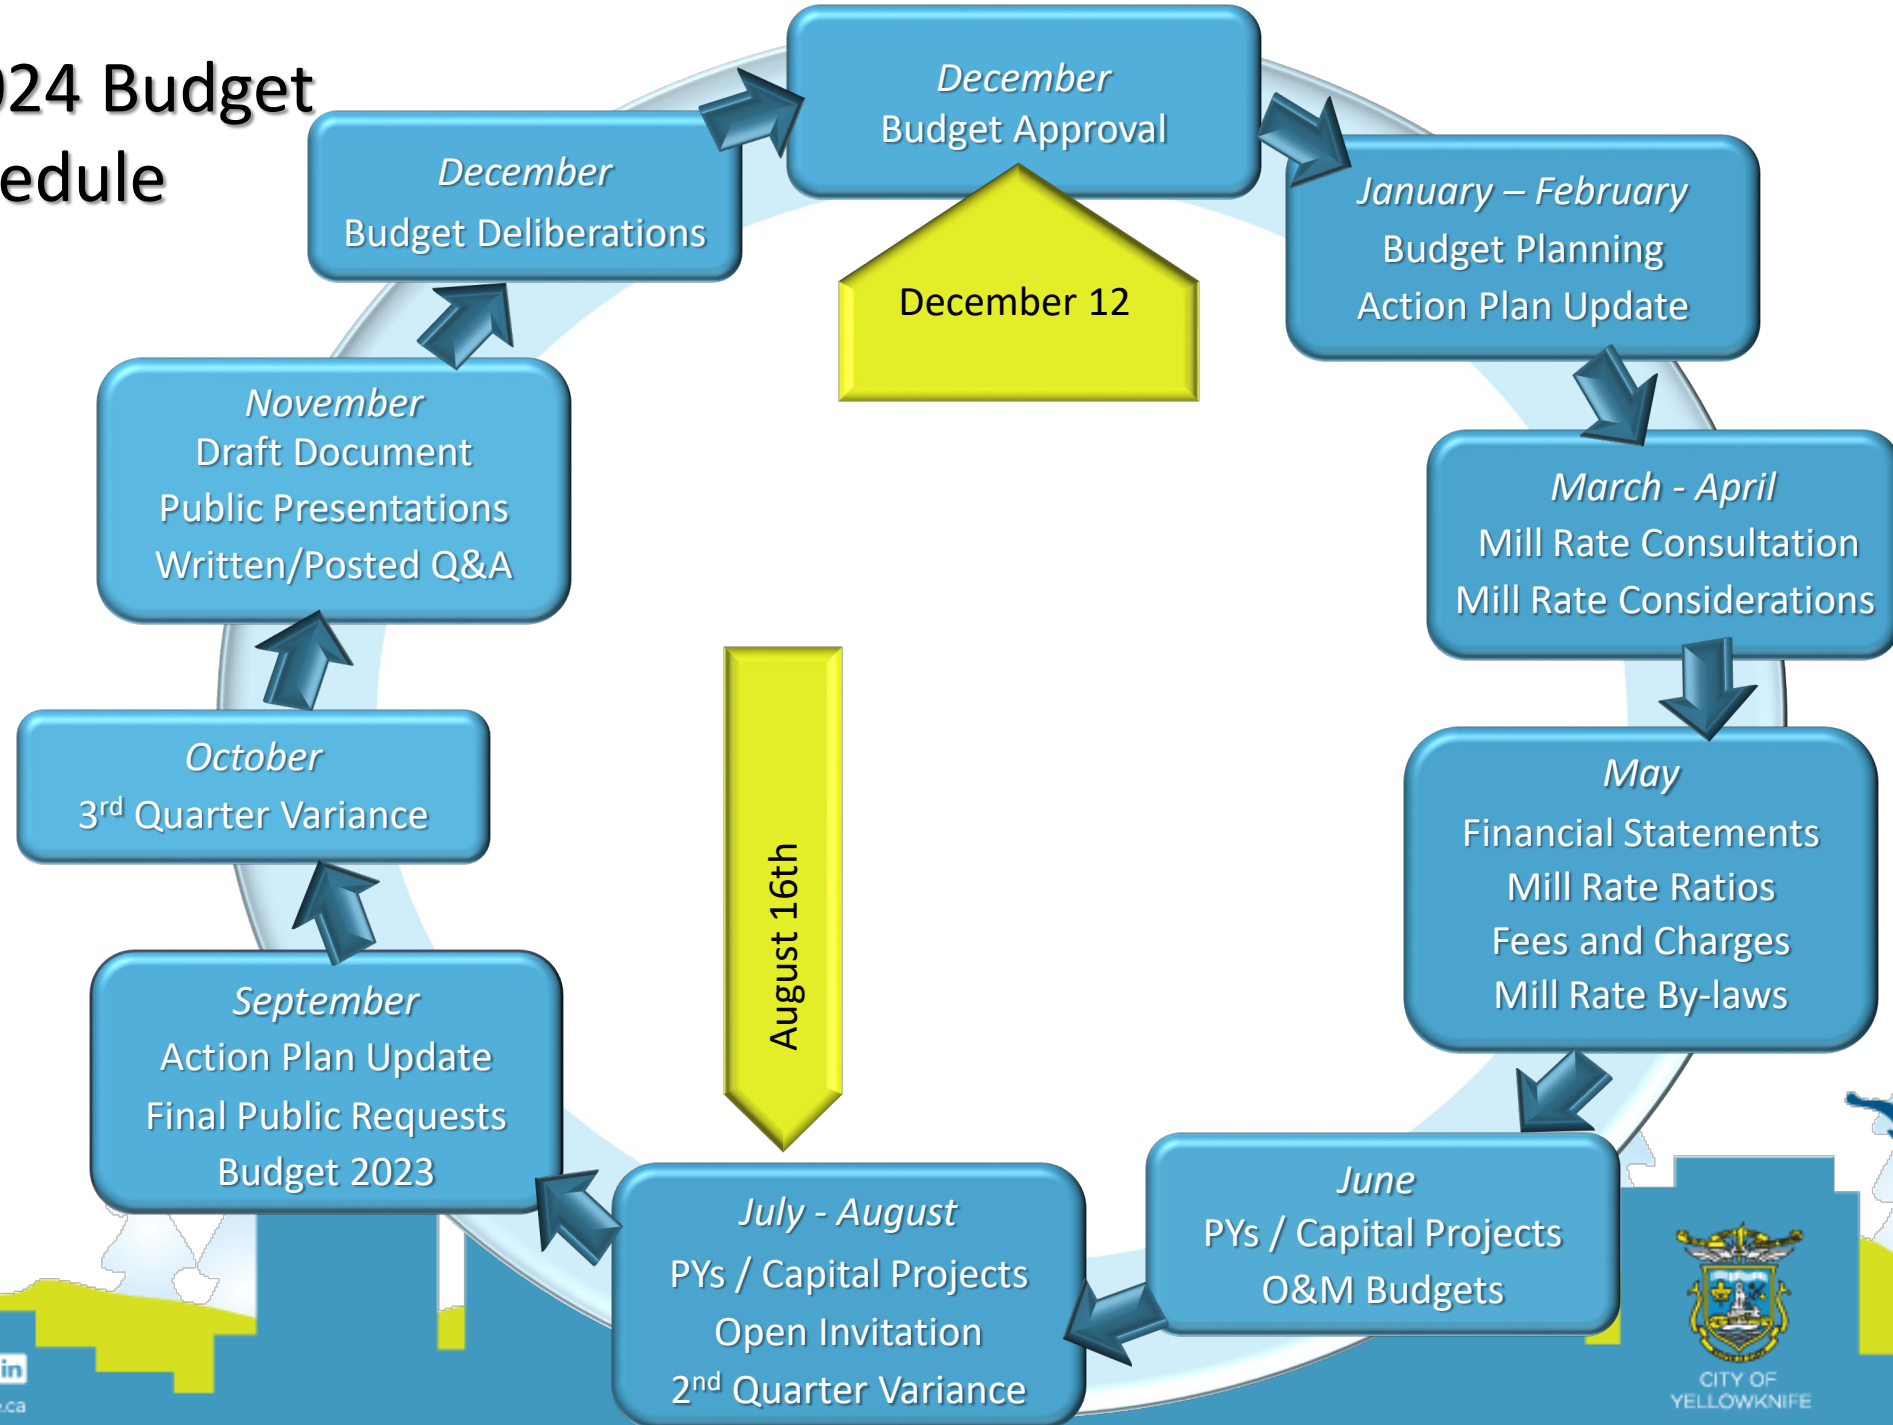 024 Budget
edule
December
Budget Approval
December 12
January – February
Budget Planning
Action Plan Update
March - April
Mill Rate Consultation
Mill Rate Considerations
May
Financial Statements
Mill Rate Ratios
Fees and Charges
Mill Rate By-laws
June
PYs / Capital Projects
O&M Budgets
July - August
PYs / Capital Projects
Open Invitation
2nd Quarter Variance
August 16th
September
Action Plan Update
Final Public Requests
Budget 2023
October
3rd Quarter Variance
November
Draft Document
Public Presentations
Written/Posted Q&A
December
Budget Deliberations
in
.ca
CITY OF
YELLOWKNIFE